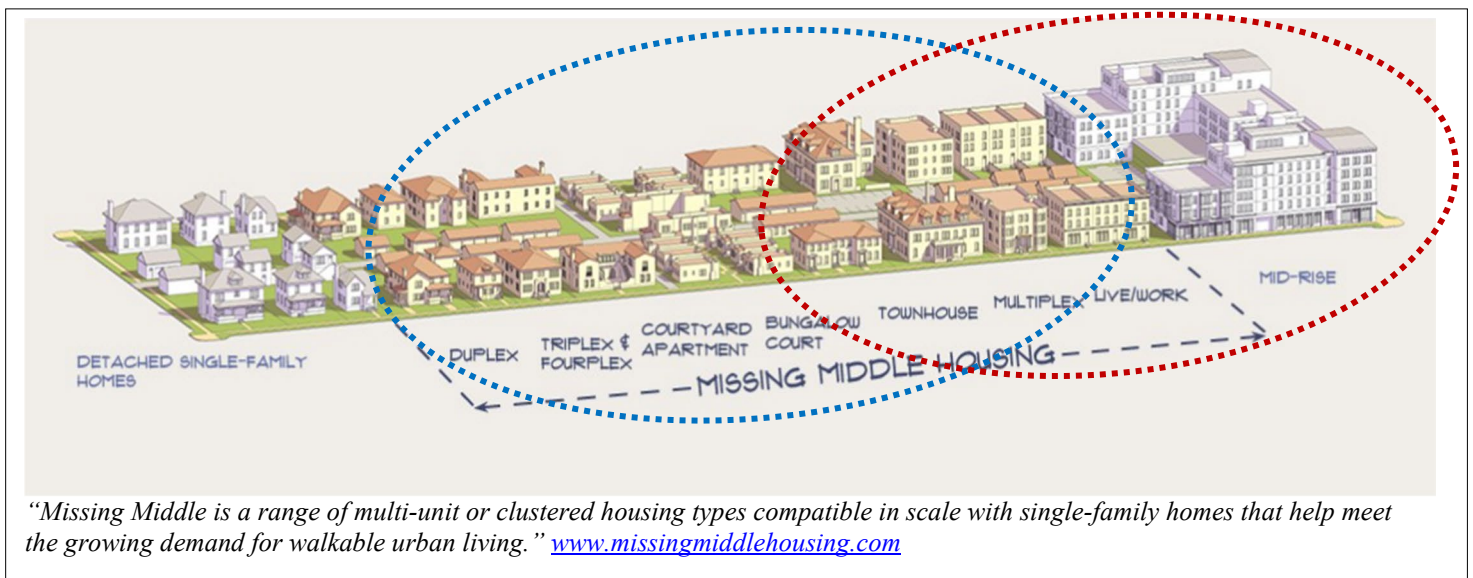 DETACHED SINGLE-FAMILY
HOMES
DUPLEX
TRIPLEX &
FOURPLEX
COURTYARD
APARTMENT
BUNGALOW
COURT
TOWNHOUSE
MULTIPLEX
LIVE/WORK
MID-RISE
MISSING MIDDLE HOUSING
“Missing Middle is a range of multi-unit or clustered housing types compatible in scale with single-family homes that help meet
the growing demand for walkable urban living.” www.missingmiddlehousing.com